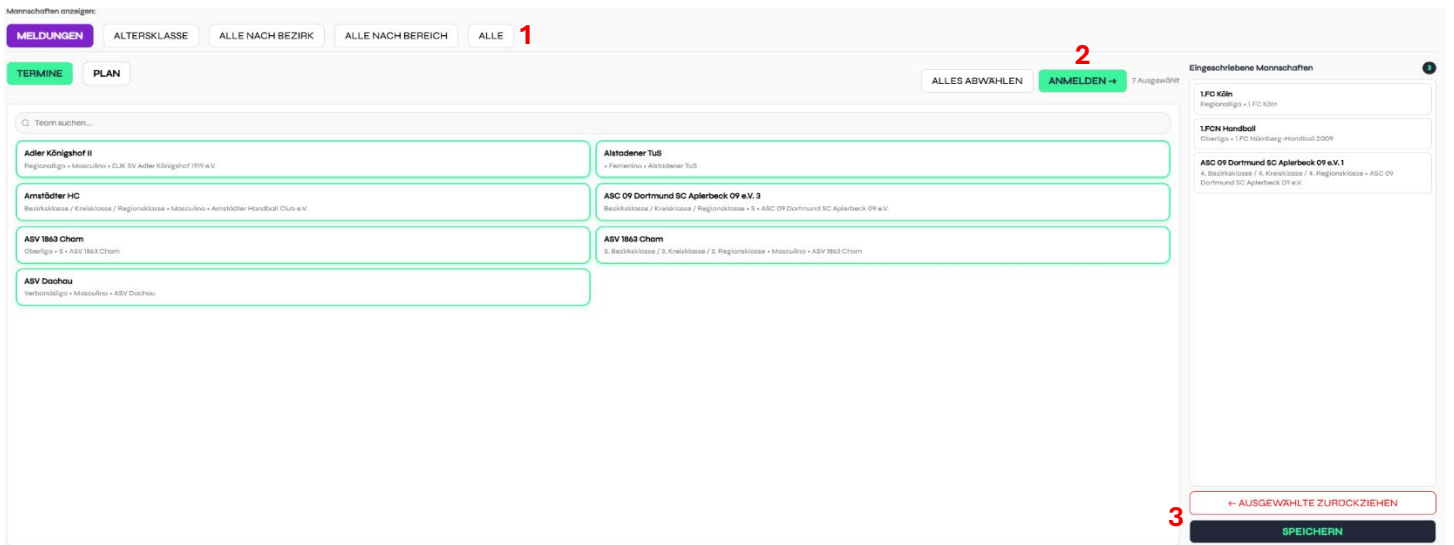 Mannschaften anzeigen:
MELDUNGEN ALTERSKLASSE ALLE NACH BEZIRK ALLE NACH BEREICH ALLE 1
2
TERMINE PLAN
ALLES ABWÄHLEN ANMELDEN → 7 Ausgewählt
Team suchen...
Adler Königshof II
Regionalliga • Masculino • DJK SV Adler Königshof 1919 e.V.
Alstadener TuS
• Femenino • Alstadener TuS
Arnstädter HC
Bezirksklasse / Kreisklasse / Regionsklasse • Masculino • Arnstädter Handball Club e.V.
ASC 09 Dortmund SC Aplerbeck 09 e.V. 3
Bezirksklasse / Kreisklasse / Regionsklasse • S • ASC 09 Dortmund SC Aplerbeck 09 e.V.
ASV 1863 Cham
Oberliga • S • ASV 1863 Cham
ASV 1863 Cham
3. Bezirksklasse / 3. Kreisklasse / 3. Regionsklasse • Masculino • ASV 1863 Cham
ASV Dachau
Verbandsliga • Masculino • ASV Dachau
Eingeschriebene Mannschaften 3
1.FC Köln
Regionalliga • 1.FC Köln
1.FCN Handball
Oberliga • 1.FC Nürnberg-Handball 2009
ASC 09 Dortmund SC Aplerbeck 09 e.V. 1
4. Bezirksklasse / 4. Kreisklasse / 4. Regionsklasse • ASC 09
Dortmund SC Aplerbeck 09 e.V.
← AUSGEWÄHLTE ZURÜCKZIEHEN
3
SPEICHERN